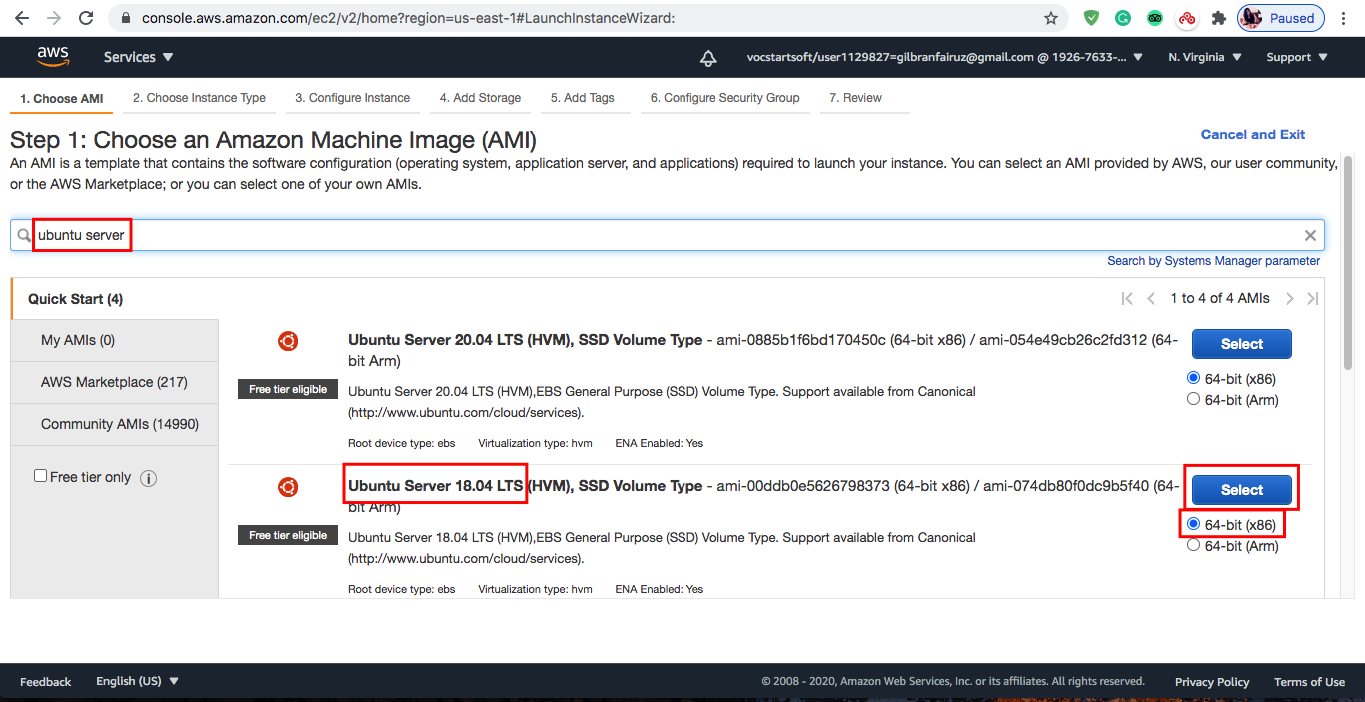 console.aws.amazon.com/ec2/v2/home?region=us-east-1#LaunchInstanceWizard:
Paused
aws
Services
vocstartsoft/user1129827=gilbranfairuz@gmail.com @ 1926-7633-...
N. Virginia
Support
1. Choose AMI
2. Choose Instance Type
3. Configure Instance
4. Add Storage
5. Add Tags
6. Configure Security Group
7. Review
Step 1: Choose an Amazon Machine Image (AMI)
Cancel and Exit
An AMI is a template that contains the software configuration (operating system, application server, and applications) required to launch your instance. You can select an AMI provided by AWS, our user community,
or the AWS Marketplace; or you can select one of your own AMIs.
ubuntu server
Search by Systems Manager parameter
Quick Start (4)
1 to 4 of 4 AMIs
My AMIs (0)
AWS Marketplace (217)
Community AMIs (14990)
Free tier only
Ubuntu Server 20.04 LTS (HVM), SSD Volume Type - ami-0885b1f6bd170450c (64-bit x86) / ami-054e49cb26c2fd312 (64-
bit Arm)
Select
Free tier eligible
Ubuntu Server 20.04 LTS (HVM),EBS General Purpose (SSD) Volume Type. Support available from Canonical
(http://www.ubuntu.com/cloud/services).
64-bit (x86)
64-bit (Arm)
Root device type: ebs
Virtualization type: hvm
ENA Enabled: Yes
Ubuntu Server 18.04 LTS (HVM), SSD Volume Type - ami-00ddb0e5626798373 (64-bit x86) / ami-074db80f0dc9b5f40 (64-
bit Arm)
Select
Free tier eligible
Ubuntu Server 18.04 LTS (HVM),EBS General Purpose (SSD) Volume Type. Support available from Canonical
(http://www.ubuntu.com/cloud/services).
64-bit (x86)
64-bit (Arm)
Root device type: ebs
Virtualization type: hvm
ENA Enabled: Yes
Feedback
English (US)
© 2008 - 2020, Amazon Web Services, Inc. or its affiliates. All rights reserved.
Privacy Policy
Terms of Use